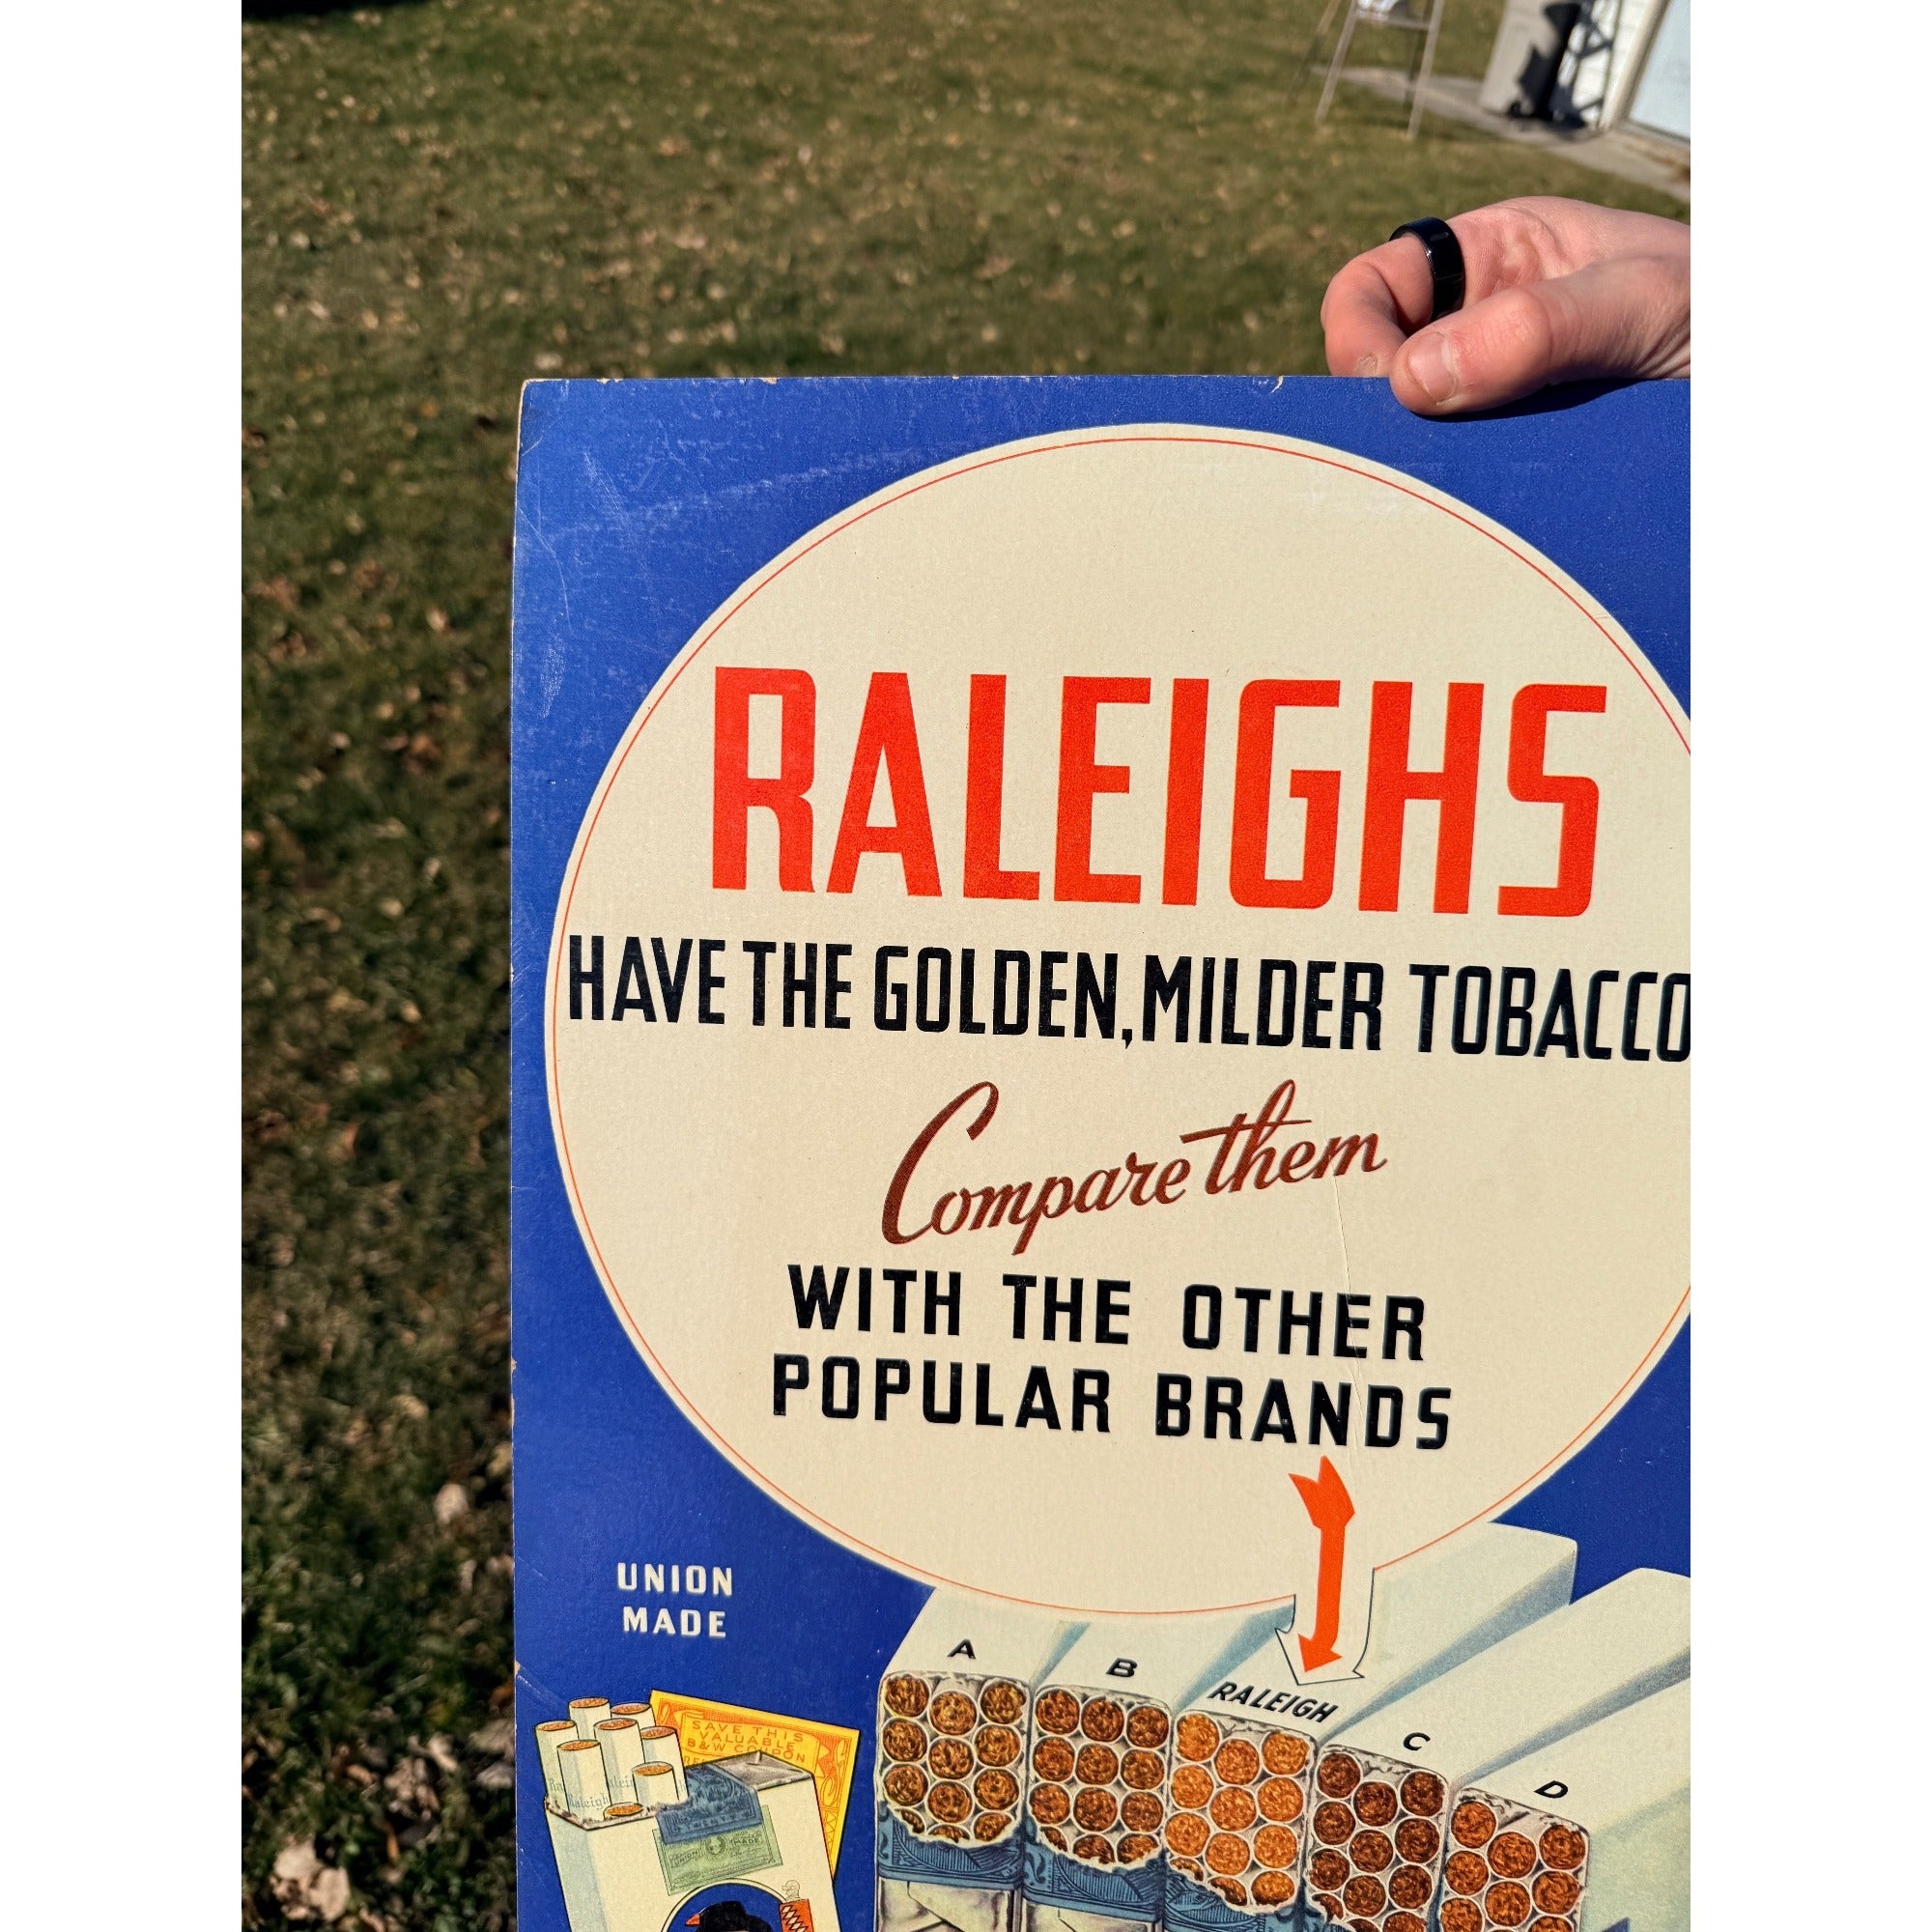 RALEIGHS
HAVE THE GOLDEN, MILDER TOBACCO
Compare them
WITH THE OTHER
POPULAR BRANDS
UNION
MADE
A
B
RALEIGH
C
D
SAVE THIS
VALUABLE
B&W COUPON
Raleigh